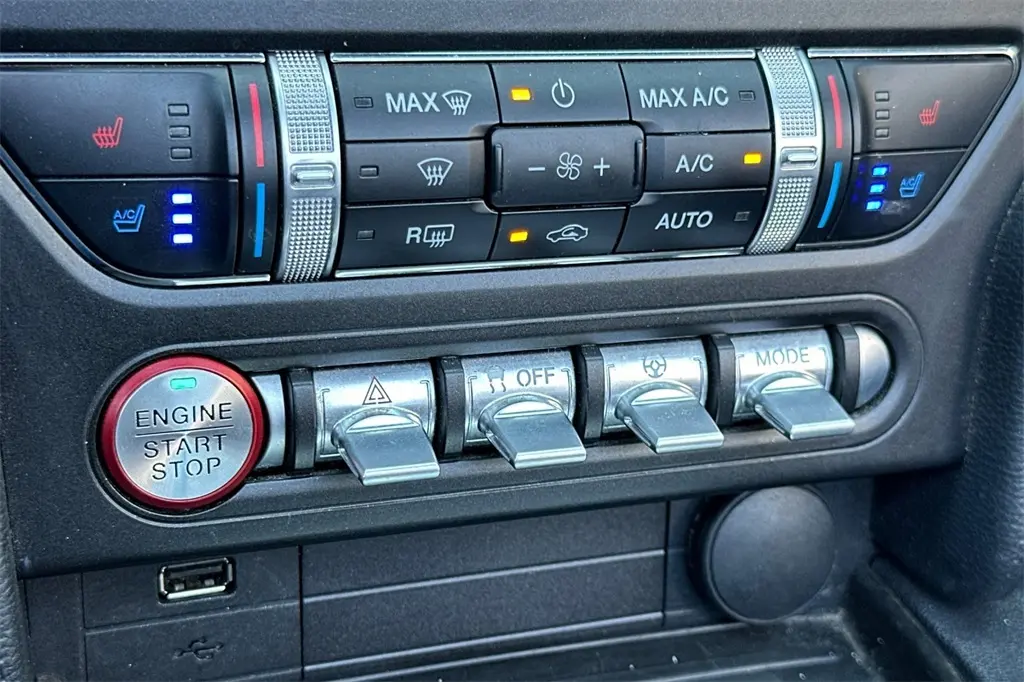 MAX
MAX A/C
A/C
R
AUTO
A/C
A/C
ENGINE
START
STOP
OFF
MODE